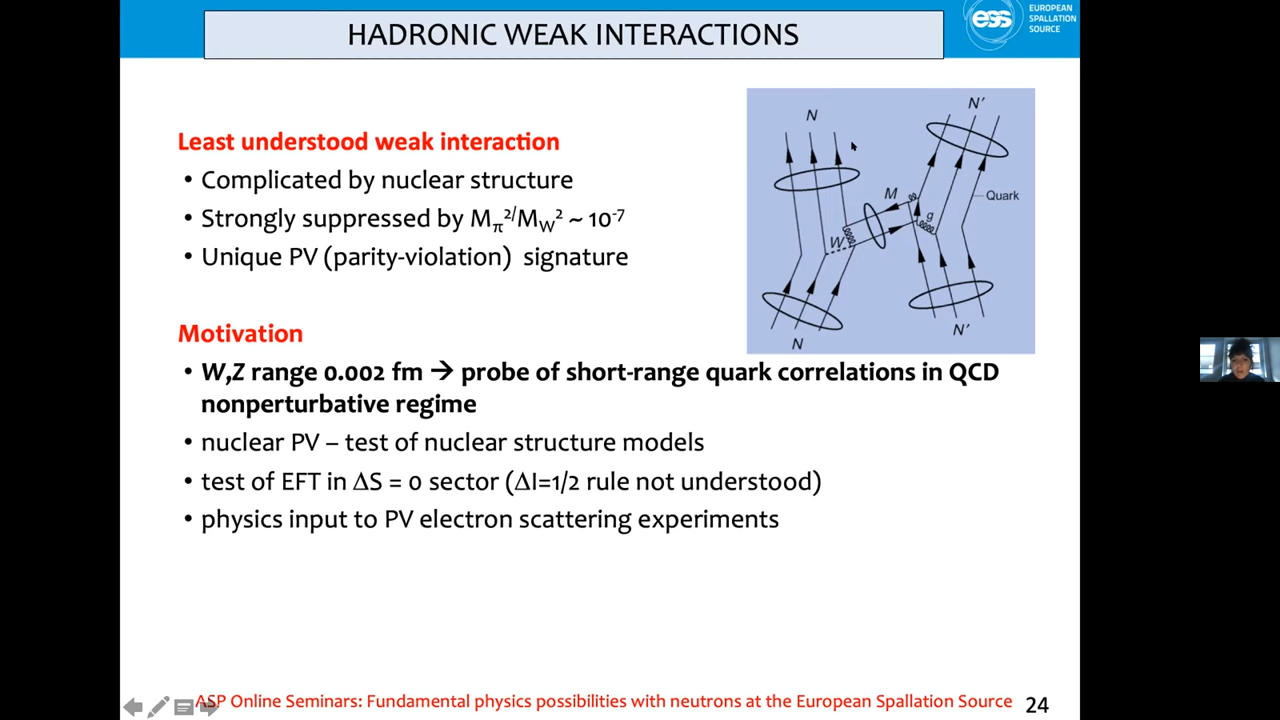 HADRONIC WEAK INTERACTIONS
ess
EUROPEAN
SPALLATION
SOURCE
Least understood weak interaction
• Complicated by nuclear structure
• Strongly suppressed by Mπ²/MW² ~ 10⁻⁷
• Unique PV (parity-violation) signature
N
N'
M
Quark
g
W
N
N'
Motivation
• W,Z range 0.002 fm → probe of short-range quark correlations in QCD
nonperturbative regime
• nuclear PV – test of nuclear structure models
• test of EFT in ΔS = 0 sector (ΔI=1/2 rule not understood)
• physics input to PV electron scattering experiments
ASP Online Seminars: Fundamental physics possibilities with neutrons at the European Spallation Source
24